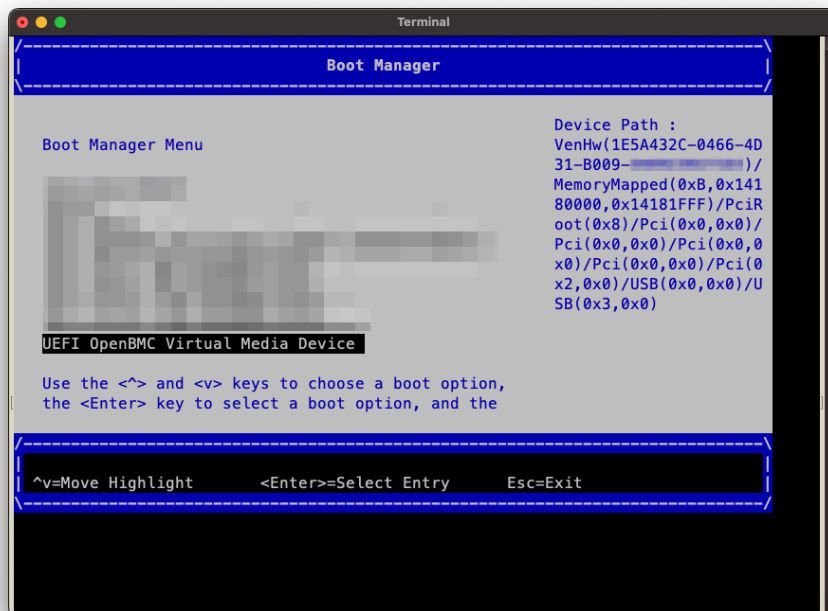 Terminal
/------------------------------------------------------------------------------\
| Boot Manager |
\------------------------------------------------------------------------------/
Boot Manager Menu
UEFI OpenBMC Virtual Media Device
Use the <^> and <v> keys to choose a boot option,
the <Enter> key to select a boot option, and the
Device Path :
VenHw(1E5A432C-0466-4D
31-B009-)/
MemoryMapped(0xB,0x141
80000,0x14181FFF)/PciR
oot(0x8)/Pci(0x0,0x0)/
Pci(0x0,0x0)/Pci(0x0,0
x0)/Pci(0x0,0x0)/Pci(0
x2,0x0)/USB(0x0,0x0)/U
SB(0x3,0x0)
/------------------------------------------------------------------------------\
| |
| ^v=Move Highlight <Enter>=Select Entry Esc=Exit |
\------------------------------------------------------------------------------/